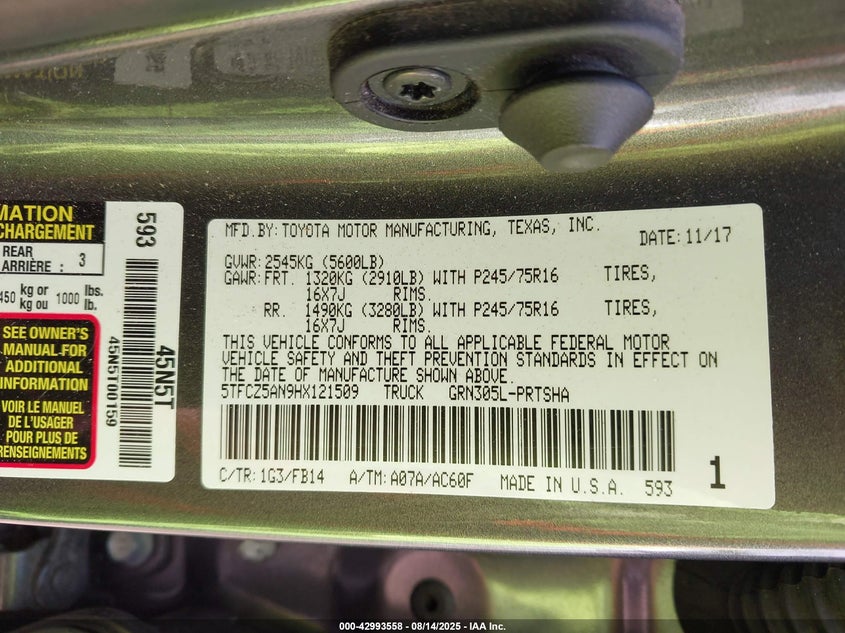 MATION
CHARGEMENT
REAR
ARRIÈRE : 3
450 kg or 1000 lbs.
kg ou lb.
SEE OWNER'S
MANUAL FOR
ADDITIONAL
INFORMATION
VOIR LE MANUEL
DE L'USAGER
POUR PLUS DE
RENSEIGNEMENTS
593
45N5T
45N5T00159
MFD.BY:TOYOTA MOTOR MANUFACTURING, TEXAS, INC.
DATE:11/17
GVWR:2545KG (5600LB)
GAWR:FRT. 1320KG (2910LB) WITH P245/75R16 TIRES,
16X7J RIMS.
RR. 1490KG (3280LB) WITH P245/75R16 TIRES,
16X7J RIMS.
THIS VEHICLE CONFORMS TO ALL APPLICABLE FEDERAL MOTOR
VEHICLE SAFETY AND THEFT PREVENTION STANDARDS IN EFFECT ON
THE DATE OF MANUFACTURE SHOWN ABOVE.
5TFCZ5AN9HX121509 TRUCK GRN305L-PRTSHA
C/TR:1G3/FB14 A/TM:A07A/AC60F MADE IN U.S.A. 593 1
000-42993558 - 08/14/2025 - IAA Inc.